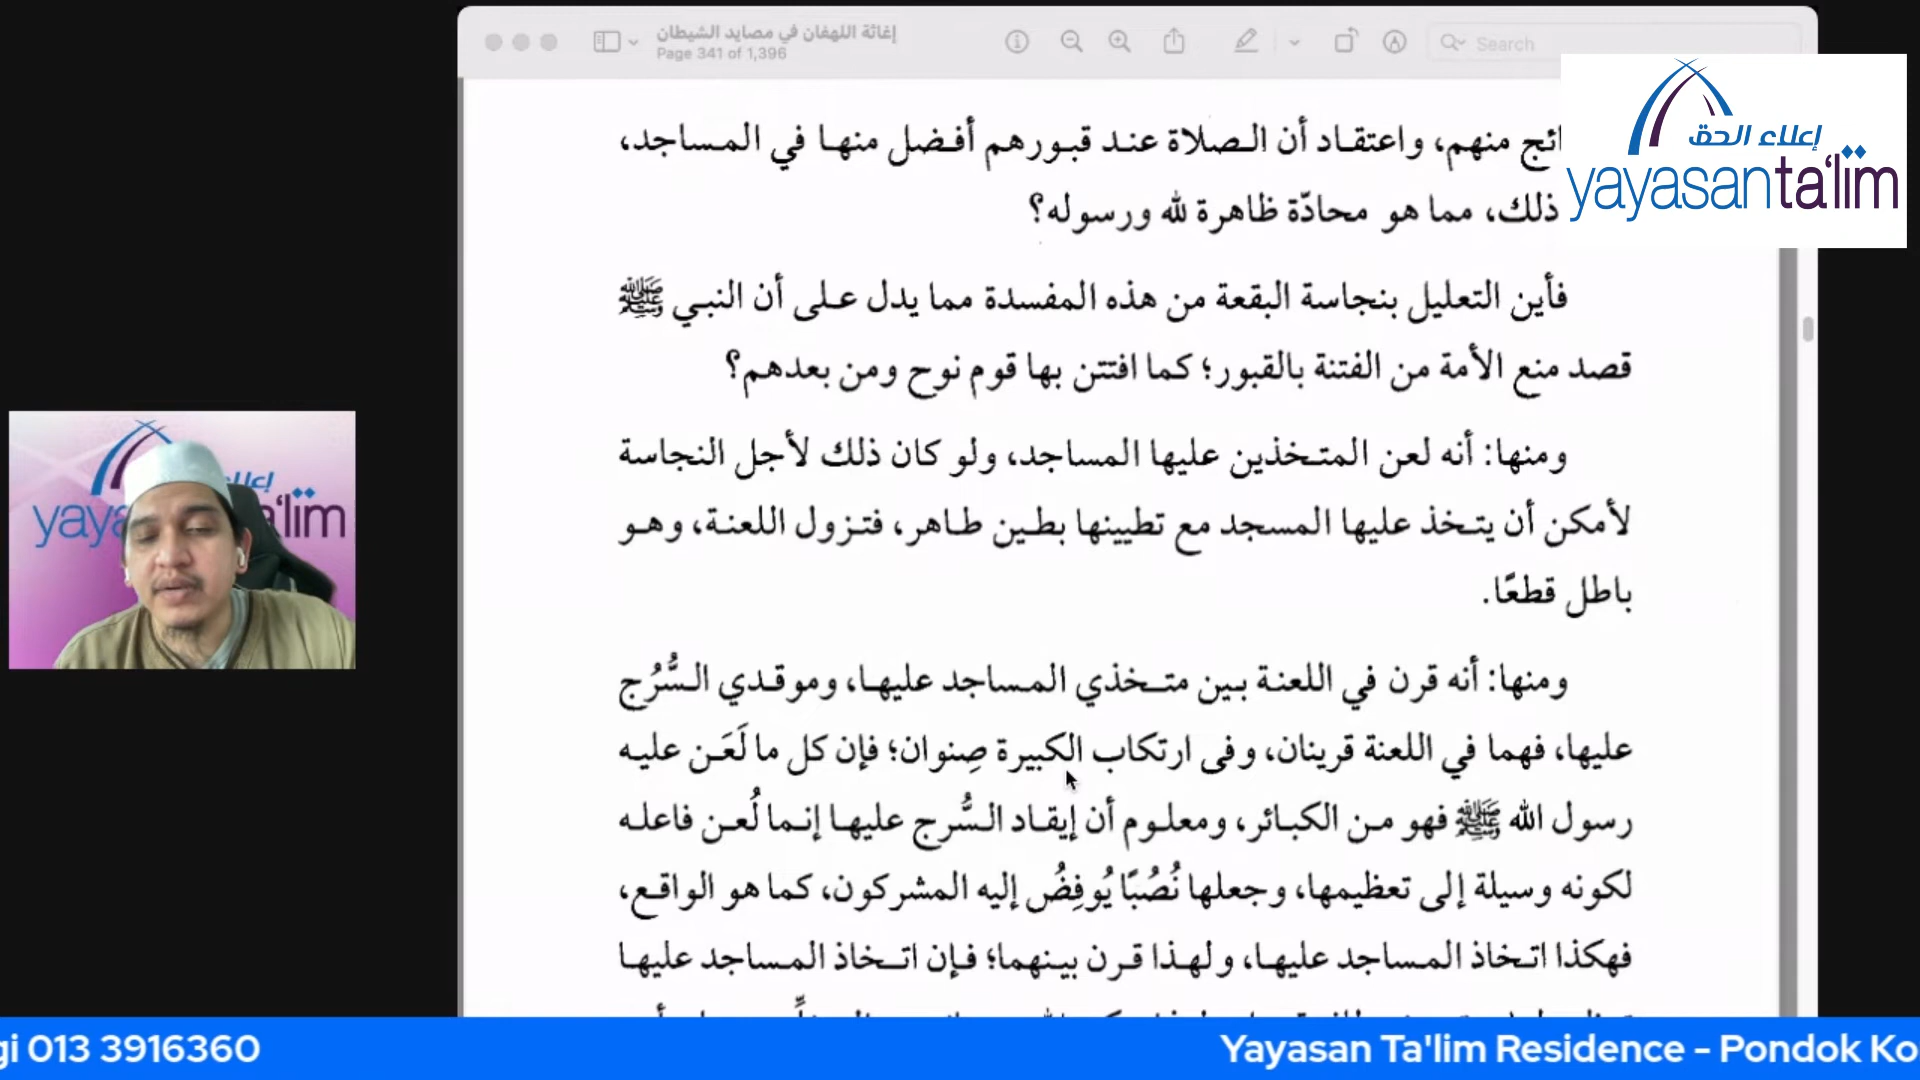 إغاثة اللهفان في مصايد الشيطان
Page 341 of 1,396
Search
إعلاء الحق
yayasanta'lim
ائج منهم، واعتقاد أن الصلاة عند قبورهم أفضل منها في المساجد،
ذلك، مما هو محادّة ظاهرة لله ورسوله؟
فأين التعليل بنجاسة البقعة من هذه المفسدة مما يدل على أن النبي ﷺ
قصد منع الأمة من الفتنة بالقبور؛ كما افتتن بها قوم نوح ومن بعدهم؟
ومنها: أنه لعن المتخذين عليها المساجد، ولو كان ذلك لأجل النجاسة
لأمكن أن يتخذ عليها المسجد مع تطيينها بطين طاهر، فتزول اللعنة، وهو
باطل قطعًا.
ومنها: أنه قرن في اللعنة بين متخذي المساجد عليها، وموقدي السُّرُج
عليها، فهما في اللعنة قرينان، وفى ارتكاب الكبيرة صِنوان؛ فإن كل ما لَعَن عليه
رسول الله ﷺ فهو من الكبائر، ومعلوم أن إيقاد السُّرج عليها إنما لُعن فاعله
لكونه وسيلة إلى تعظيمها، وجعلها نُصُبًا يُوفِضُ إليه المشركون، كما هو الواقع،
فهكذا اتخاذ المساجد عليها، ولهذا قرن بينهما؛ فإن اتخاذ المساجد عليها
إعلاء
yaya a'lim
gi 013 3916360
Yayasan Ta'lim Residence - Pondok Ko